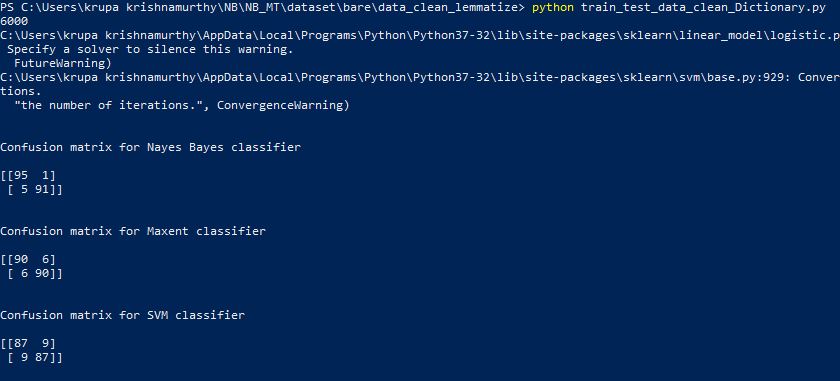 PS C:\Users\krupa krishnamurthy\NB\NB_MT\dataset\bare\data_clean_lemmatize> python train_test_data_clean_Dictionary.py
6000
C:\Users\krupa krishnamurthy\AppData\Local\Programs\Python\Python37-32\lib\site-packages\sklearn\linear_model\logistic.p
 Specify a solver to silence this warning.
  FutureWarning)
C:\Users\krupa krishnamurthy\AppData\Local\Programs\Python\Python37-32\lib\site-packages\sklearn\svm\base.py:929: Conver
tions.
  "the number of iterations.", ConvergenceWarning)
Confusion matrix for Nayes Bayes classifier
[[95  1]
 [ 5 91]]
Confusion matrix for Maxent classifier
[[90  6]
 [ 6 90]]
Confusion matrix for SVM classifier
[[87  9]
 [ 9 87]]